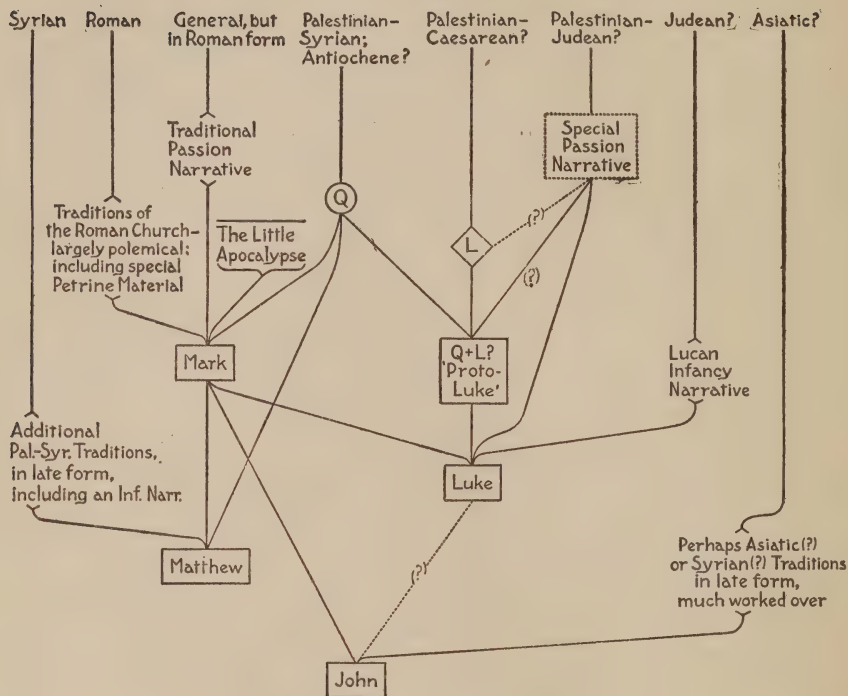 Syrian
Roman
General, but
in Roman form
Palestinian-
Syrian;
Antiochene?
Palestinian-
Caesarean?
Palestinian-
Judean?
Judean?
Asiatic?
Traditional
Passion
Narrative
Special
Passion
Narrative
Q
(?)
Traditions of
the Roman Church-
largely polemical;
including special
Petrine Material
The Little
Apocalypse
L
(?)
Mark
Q+L?
'Proto-
Luke'
Lucan
Infancy
Narrative
Additional
Pal.-Syr. Traditions,
in late form,
including an Inf. Narr.
Luke
Matthew
(?)
Perhaps Asiatic(?)
or Syrian(?) Traditions
in late form,
much worked over
John